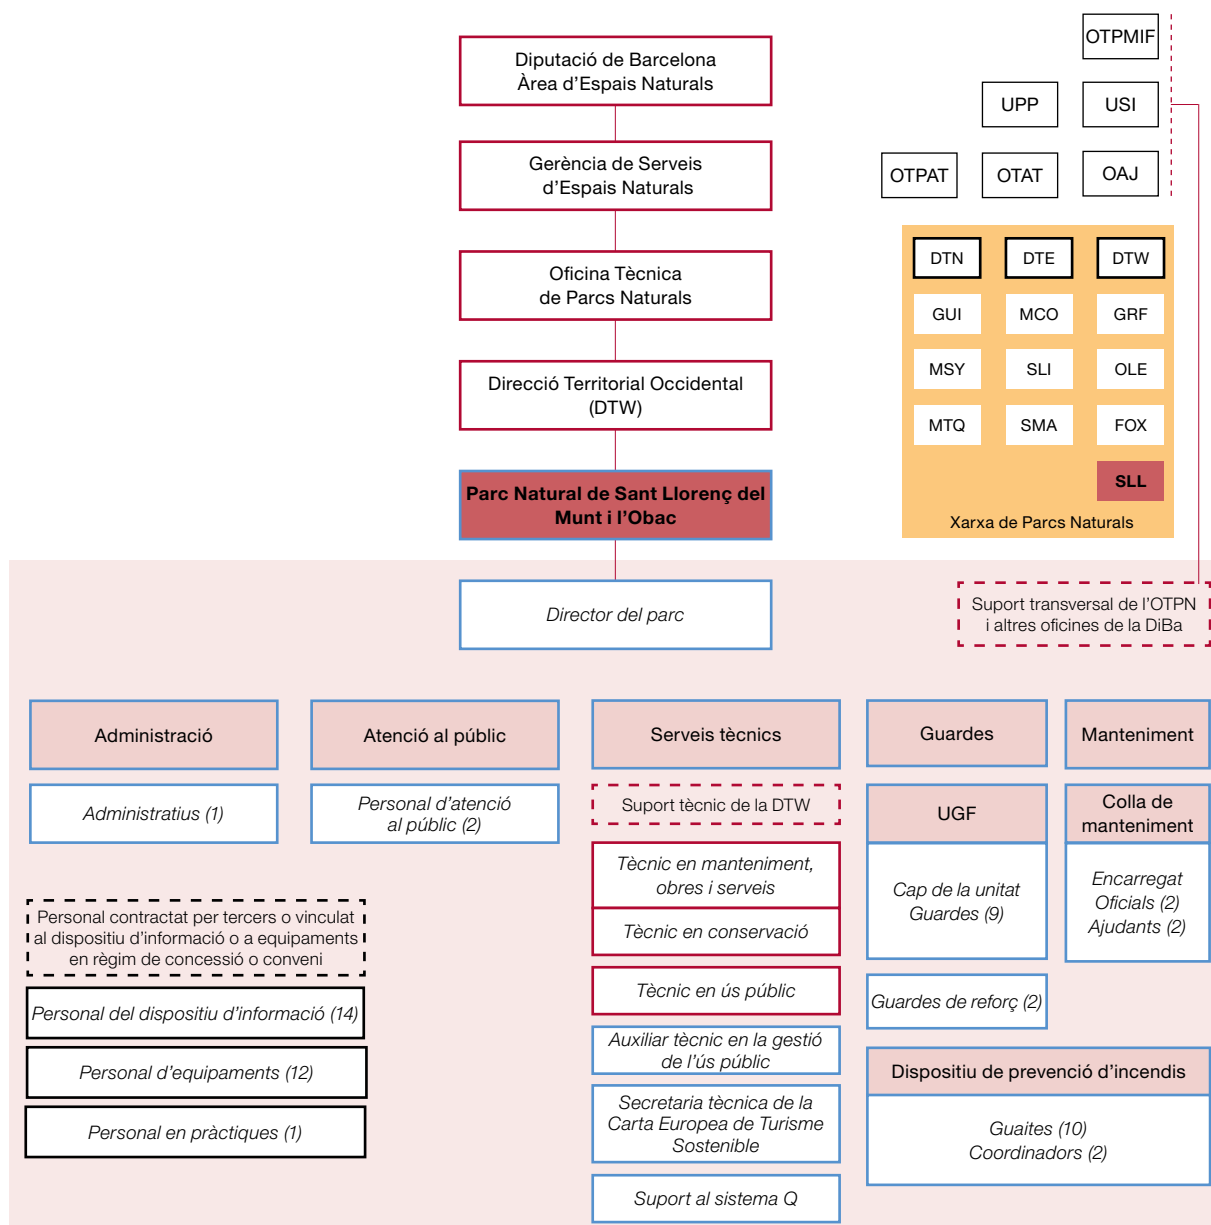 Diputació de Barcelona
Àrea d'Espais Naturals
Gerència de Serveis
d'Espais Naturals
Oficina Tècnica
de Parcs Naturals
Direcció Territorial Occidental
(DTW)
Parc Natural de Sant Llorenç del
Munt i l'Obac
Director del parc
OTPMIF
UPP
USI
OTPAT
OTAT
OAJ
DTN
DTE
DTW
GUI
MCO
GRF
MSY
SLI
OLE
MTQ
SMA
FOX
SLL
Xarxa de Parcs Naturals
Suport transversal de l'OTPN
i altres oficines de la DiBa
Administració
Administratius (1)
Atenció al públic
Personal d'atenció
al públic (2)
Personal contractat per tercers o vinculat
al dispositiu d'informació o a equipaments
en règim de concessió o conveni
Personal del dispositiu d'informació (14)
Personal d'equipaments (12)
Personal en pràctiques (1)
Serveis tècnics
Suport tècnic de la DTW
Tècnic en manteniment,
obres i serveis
Tècnic en conservació
Tècnic en ús públic
Auxiliar tècnic en la gestió
de l'ús públic
Secretaria tècnica de la
Carta Europea de Turisme
Sostenible
Suport al sistema Q
Guardes
UGF
Cap de la unitat
Guardes (9)
Guardes de reforç (2)
Manteniment
Colla de
manteniment
Encarregat
Oficials (2)
Ajudants (2)
Dispositiu de prevenció d'incendis
Guaites (10)
Coordinadors (2)